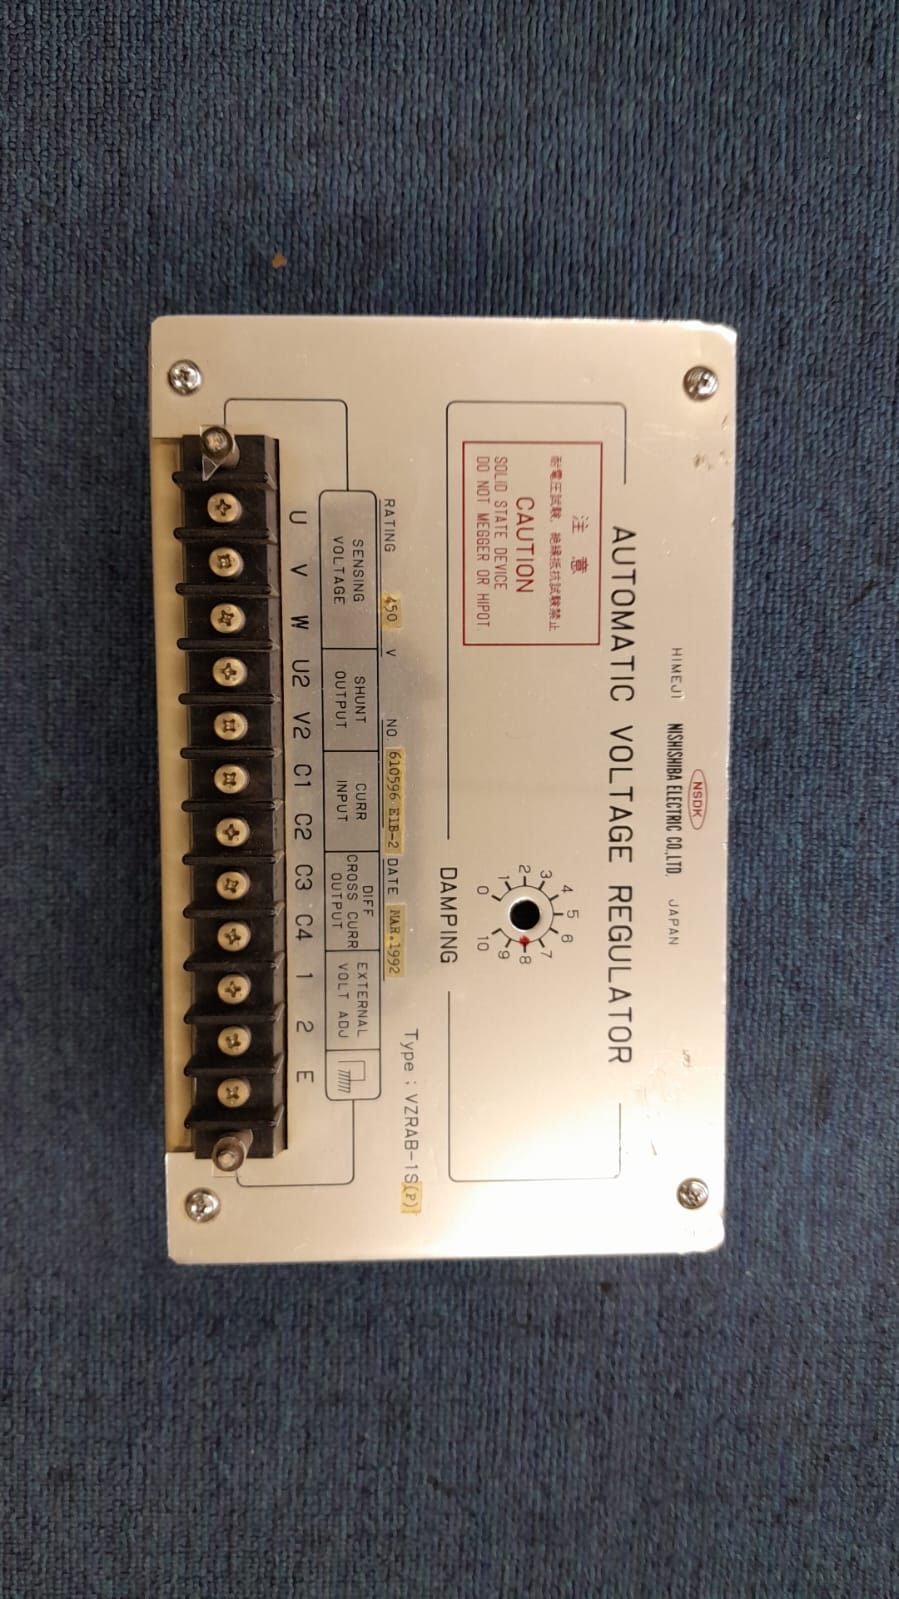 NSDK
HIMEJI NISHISHIBA ELECTRIC CO.,LTD. JAPAN
AUTOMATIC VOLTAGE REGULATOR
注 意
耐電圧試験, 絶縁抵抗試験禁止
CAUTION
SOLID STATE DEVICE
DO NOT MEGGER OR HIPOT
0 1 2 3 4 5 6 7 8 9 10
DAMPING
Type : VZRAB-1S(P)
RATING 450 V NO. 610596 E1B-2 DATE MAR.1992
SENSING VOLTAGE
SHUNT OUTPUT
CURR INPUT
DIFF CROSS CURR OUTPUT
EXTERNAL VOLT ADJ
U V W U2 V2 C1 C2 C3 C4 1 2 E